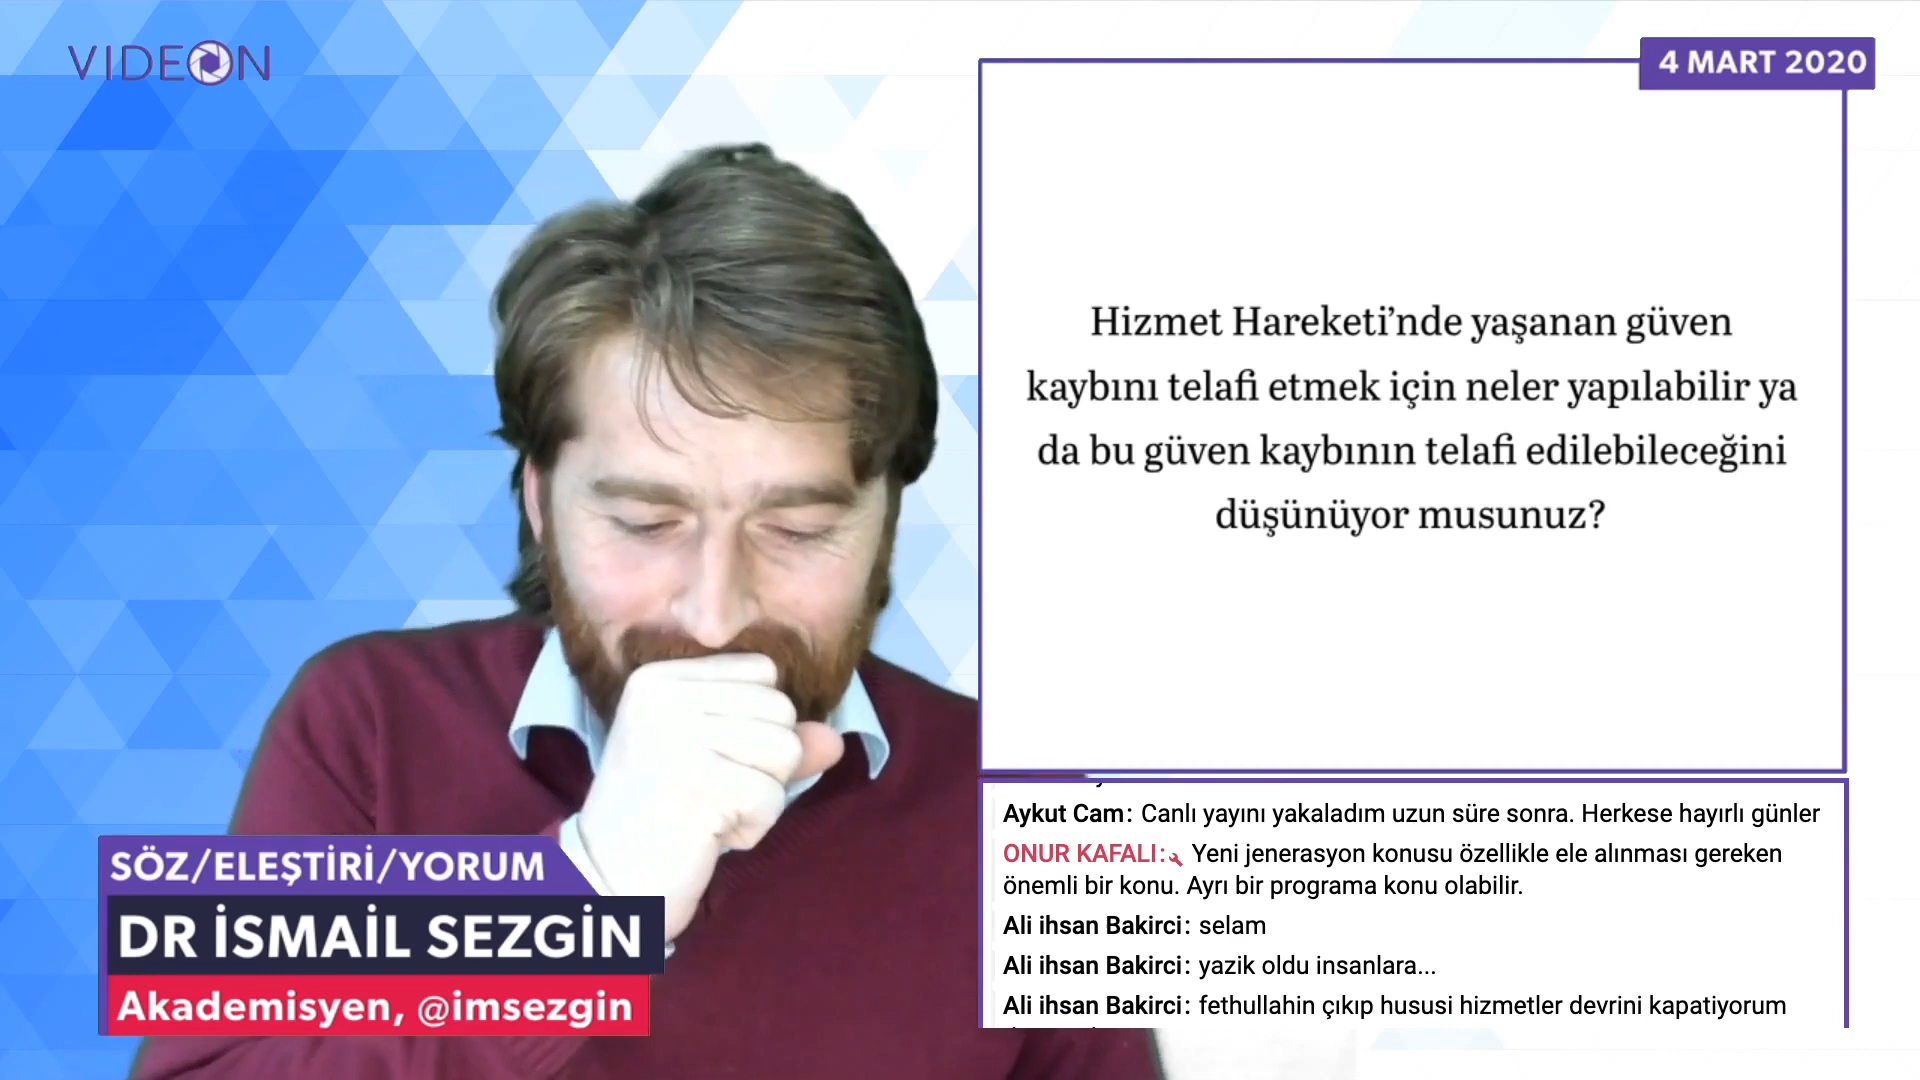 VIDEON
4 MART 2020
Hizmet Hareketi’nde yaşanan güven
kaybını telafi etmek için neler yapılabilir ya
da bu güven kaybının telafi edilebileceğini
düşünüyor musunuz?
Aykut Cam: Canlı yayını yakaladım uzun süre sonra. Herkese hayırlı günler
ONUR KAFALI: Yeni jenerasyon konusu özellikle ele alınması gereken
önemli bir konu. Ayrı bir programa konu olabilir.
Ali ihsan Bakirci: selam
Ali ihsan Bakirci: yazik oldu insanlara...
Ali ihsan Bakirci: fethullahin çıkıp hususi hizmetler devrini kapatiyorum
SÖZ/ELEŞTİRİ/YORUM
DR İSMAİL SEZGİN
Akademisyen, @imsezgin